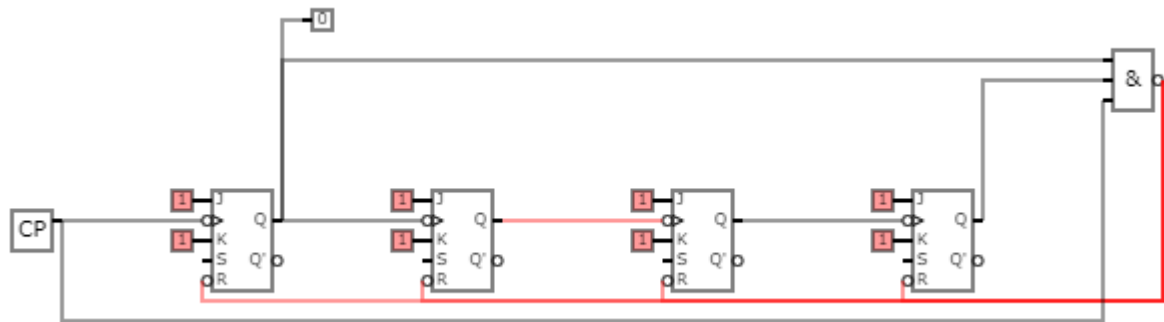 0
&
1 J 1 J 1 J 1 J
CP Q Q Q Q
1 K 1 K 1 K 1 K
S Q' S Q' S Q' S Q'
R R R R